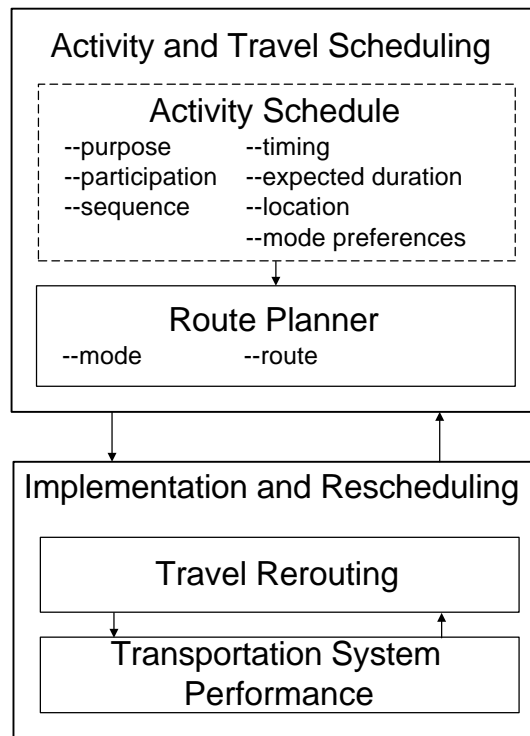 Activity and Travel Scheduling
Activity Schedule
--purpose --timing
--participation --expected duration
--sequence --location
--mode preferences
Route Planner
--mode --route
Implementation and Rescheduling
Travel Rerouting
Transportation System
Performance